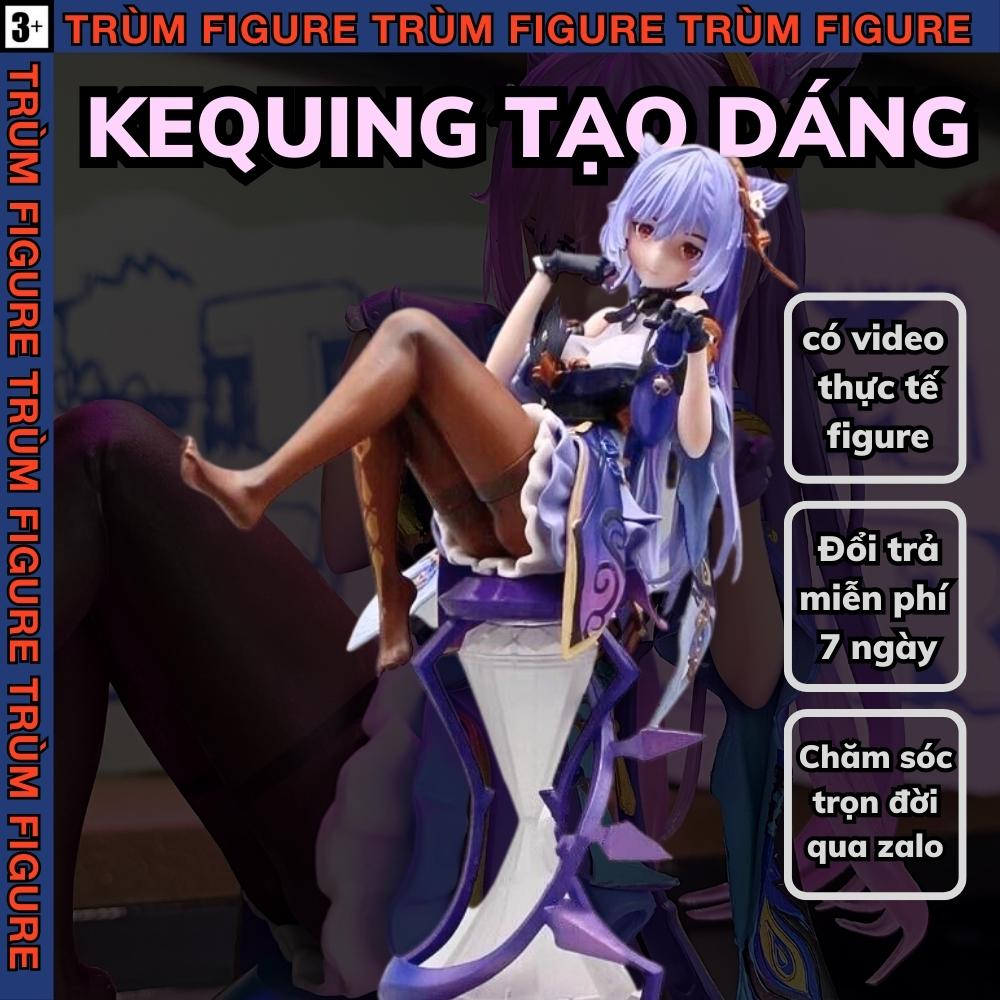 3+
TRÙM FIGURE TRÙM FIGURE TRÙM FIGURE
TRÙM FIGURE TRÙM FIGURE TRÙM FIGURE
KEQUING TẠO DÁNG
có video
thực tế
figure
Đổi trả
miễn phí
7 ngày
Chăm sóc
trọn đời
qua zalo